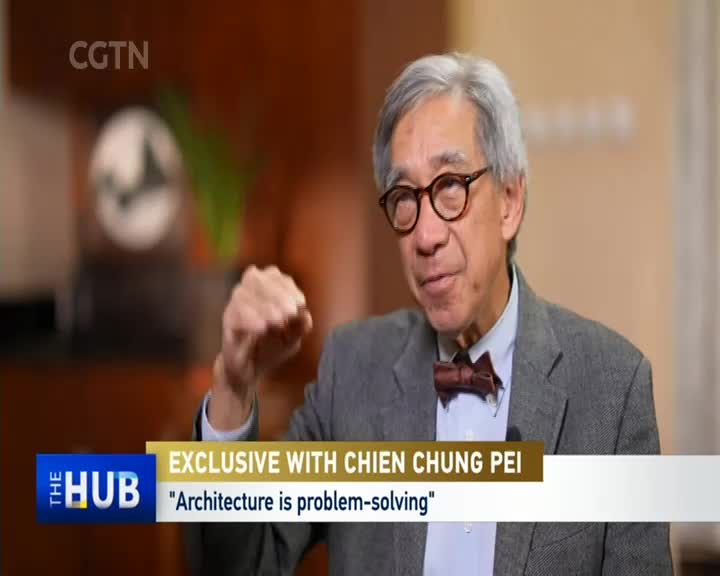 CGTN
EXCLUSIVE WITH CHIEN CHUNG PEI
THE HUB
"Architecture is problem-solving"